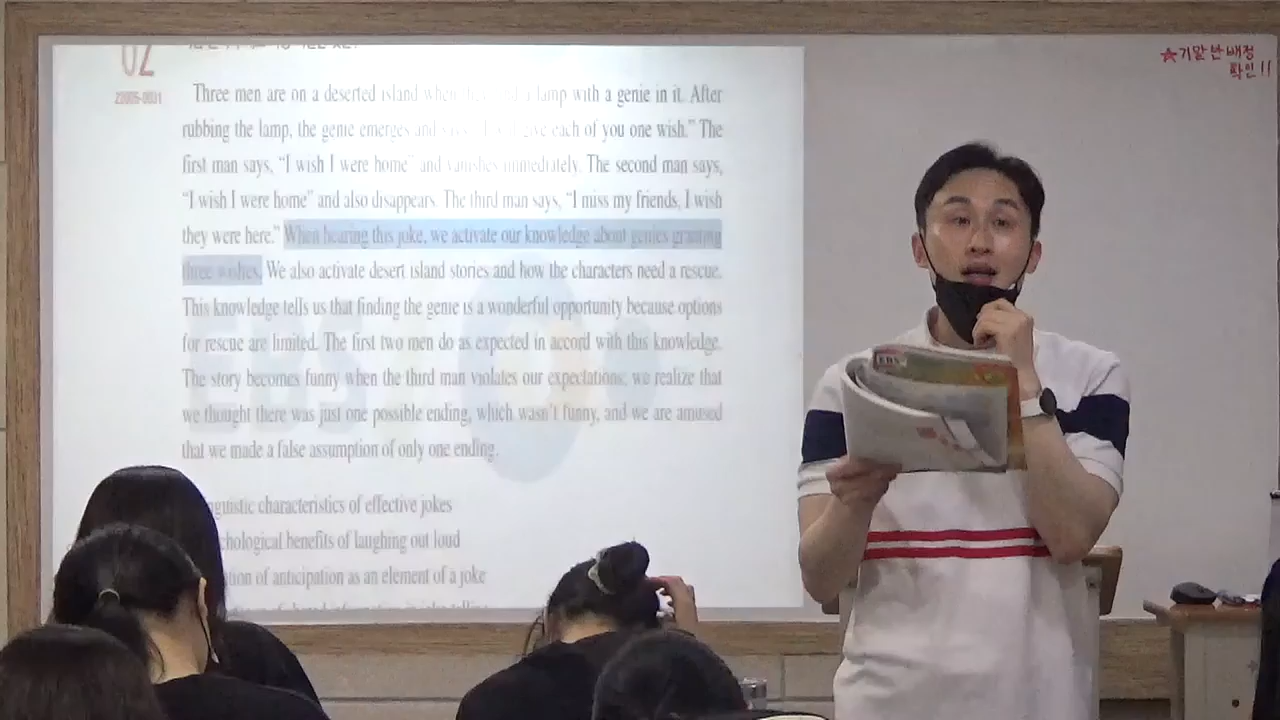 02
22005-0031
Three men are on a deserted island when lamp with a genie in it. After
rubbing the lamp, the genie emerges and give each of you one wish.” The
first man says, “I wish I were home” and vanishes immediately. The second man says,
“I wish I were home” and also disappears. The third man says, “I miss my friends, I wish
they were here.” When hearing this joke, we activate our knowledge about genies granting
three wishes. We also activate desert island stories and how the characters need a rescue.
This knowledge tells us that finding the genie is a wonderful opportunity because options
for rescue are limited. The first two men do as expected in accord with this knowledge.
The story becomes funny when the third man violates our expectations; we realize that
we thought there was just one possible ending, which wasn’t funny, and we are amused
that we made a false assumption of only one ending.
characteristics of effective jokes
benefits of laughing out loud
of anticipation as an element of a joke
★기말 반배정
확인!!
EBS